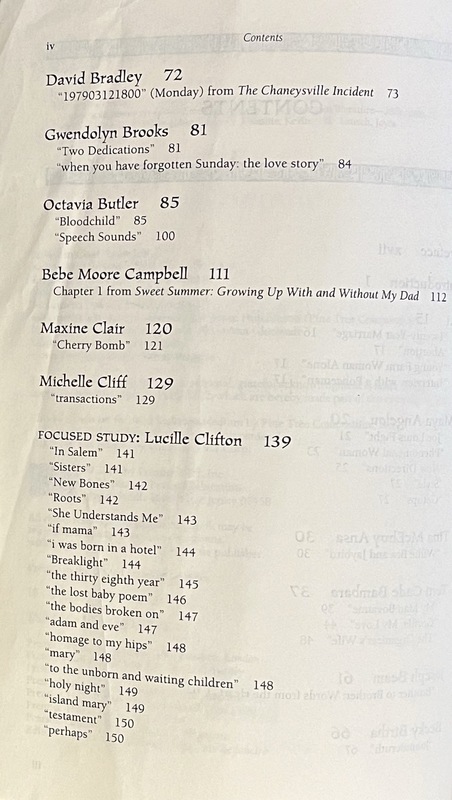 iv
Contents
David Bradley 72
"197903121800" (Monday) from The Chaneysville Incident 73
Gwendolyn Brooks 81
"Two Dedications" 81
"when you have forgotten Sunday: the love story" 84
Octavia Butler 85
"Bloodchild" 85
"Speech Sounds" 100
Bebe Moore Campbell 111
Chapter 1 from Sweet Summer: Growing Up With and Without My Dad 112
Maxine Clair 120
"Cherry Bomb" 121
Michelle Cliff 129
"transactions" 129
FOCUSED STUDY: Lucille Clifton 139
"In Salem" 141
"Sisters" 141
"New Bones" 142
"Roots" 142
"She Understands Me" 143
"if mama" 143
"i was born in a hotel" 144
"Breaklight" 144
"the thirty eighth year" 145
"the lost baby poem" 146
"the bodies broken on" 147
"adam and eve" 147
"homage to my hips" 148
"mary" 148
"to the unborn and waiting children" 148
"holy night" 149
"island mary" 149
"testament" 150
"perhaps" 150